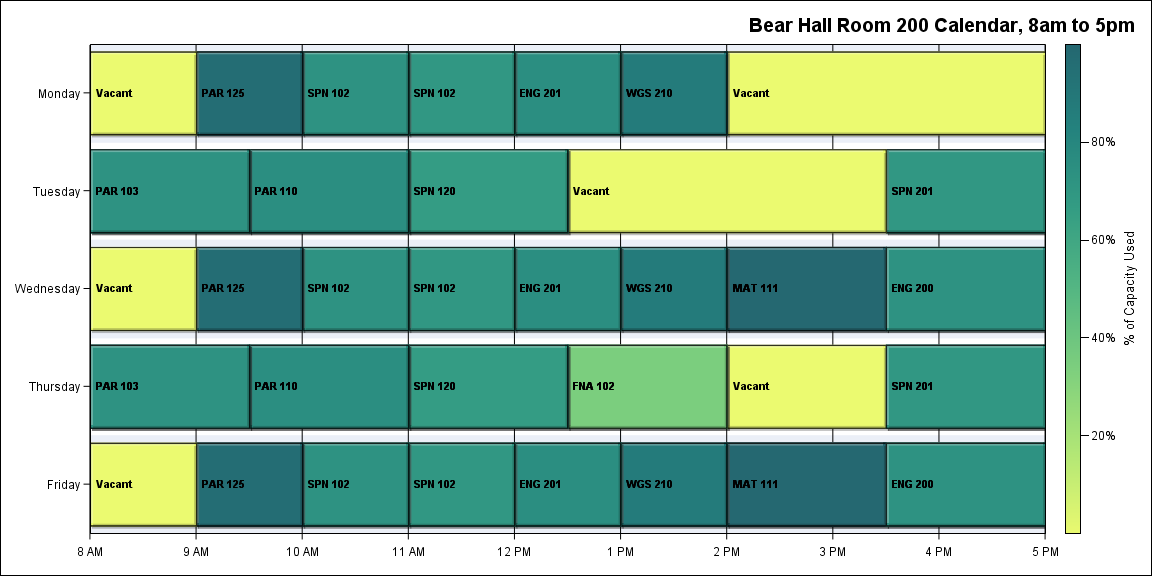 Bear Hall Room 200 Calendar, 8am to 5pm
Monday
Vacant
PAR 125
SPN 102
SPN 102
ENG 201
WGS 210
Vacant
Tuesday
PAR 103
PAR 110
SPN 120
Vacant
SPN 201
Wednesday
Vacant
PAR 125
SPN 102
SPN 102
ENG 201
WGS 210
MAT 111
ENG 200
Thursday
PAR 103
PAR 110
SPN 120
FNA 102
Vacant
SPN 201
Friday
Vacant
PAR 125
SPN 102
SPN 102
ENG 201
WGS 210
MAT 111
ENG 200
8 AM
9 AM
10 AM
11 AM
12 PM
1 PM
2 PM
3 PM
4 PM
5 PM
80%
60%
40%
20%
% of Capacity Used